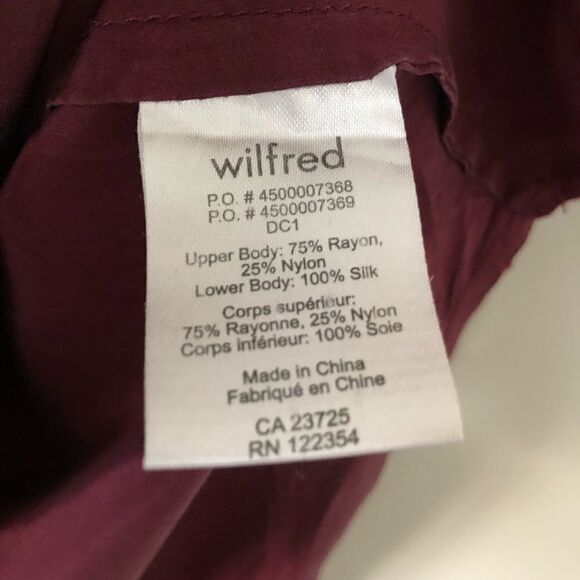 wilfred
P.O. # 4500007368
P.O. # 4500007369
DC1
Upper Body: 75% Rayon,
25% Nylon
Lower Body: 100% Silk
Corps supérieur:
75% Rayonne, 25% Nylon
Corps inférieur: 100% Soie
Made in China
Fabriqué en Chine
CA 23725
RN 122354